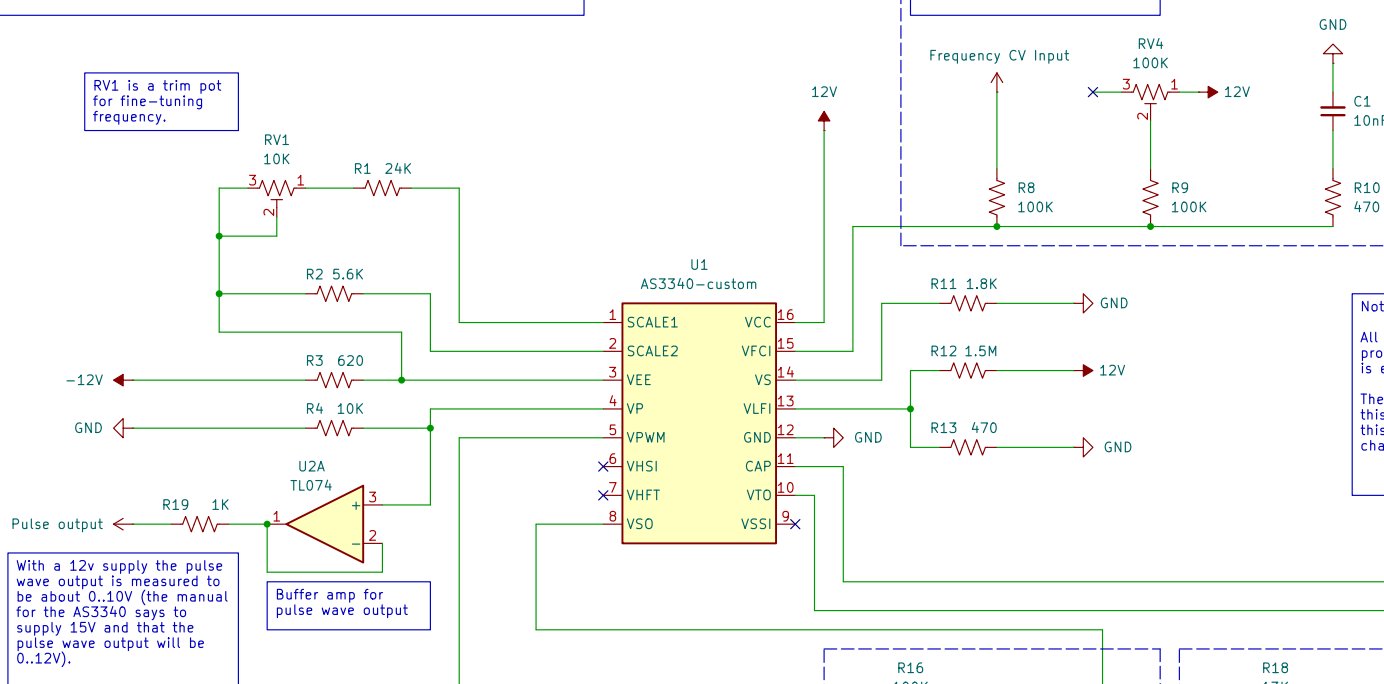 RV1 is a trim pot
for fine-tuning
frequency.
RV1
10K
3
1
2
R1 24K
R2 5.6K
-12V
R3 620
GND
R4 10K
U2A
TL074
+
3
-
2
1
R19 1K
Pulse output
With a 12v supply the pulse
wave output is measured to
be about 0..10V (the manual
for the AS3340 says to
supply 15V and that the
pulse wave output will be
0..12V).
Buffer amp for
pulse wave output
12V
U1
AS3340-custom
1 SCALE1
2 SCALE2
3 VEE
4 VP
5 VPWM
6 VHSI
7 VHFT
8 VSO
VCC 16
VFCI 15
VS 14
VLFI 13
GND 12
CAP 11
VTO 10
VSSI 9
GND
Frequency CV Input
R8
100K
RV4
100K
3
1
2
12V
R9
100K
GND
C1
R10
470
R11 1.8K
GND
R12 1.5M
12V
R13 470
GND
All
R16
R18